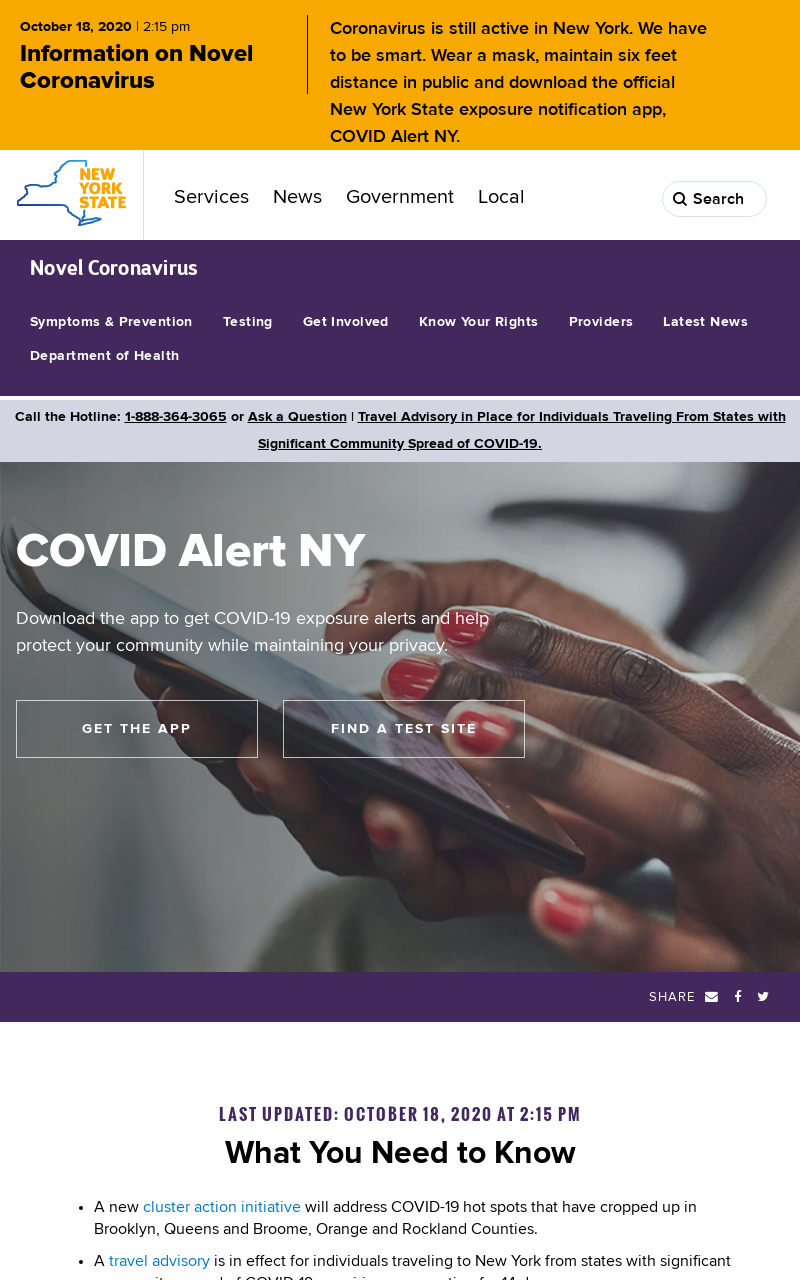 October 18, 2020 | 2:15 pm
Information on Novel
Coronavirus
Coronavirus is still active in New York. We have
to be smart. Wear a mask, maintain six feet
distance in public and download the official
New York State exposure notification app,
COVID Alert NY.
NEW
YORK
STATE
Services News Government Local
Search
Novel Coronavirus
Symptoms & Prevention Testing Get Involved Know Your Rights Providers Latest News
Department of Health
Call the Hotline: 1-888-364-3065 or Ask a Question | Travel Advisory in Place for Individuals Traveling From States with
Significant Community Spread of COVID-19.
COVID Alert NY
Download the app to get COVID-19 exposure alerts and help
protect your community while maintaining your privacy.
GET THE APP
FIND A TEST SITE
SHARE
LAST UPDATED: OCTOBER 18, 2020 AT 2:15 PM
What You Need to Know
• A new cluster action initiative will address COVID-19 hot spots that have cropped up in
Brooklyn, Queens and Broome, Orange and Rockland Counties.
• A travel advisory is in effect for individuals traveling to New York from states with significant